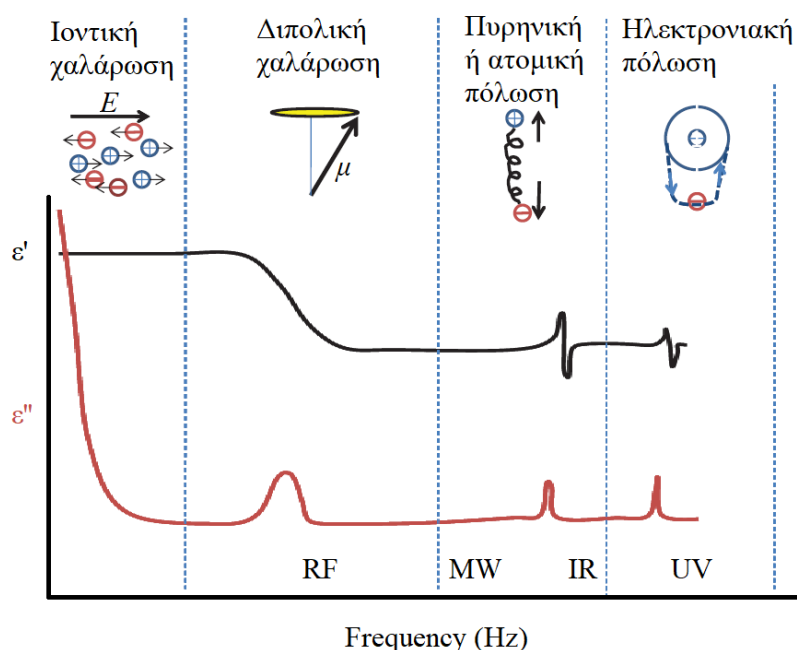 Ιοντική
χαλάρωση
Διπολική
χαλάρωση
Πυρηνική
ή ατομική
πόλωση
Ηλεκτρονιακή
πόλωση
E
μ
ε'
ε"
RF
MW
IR
UV
Frequency (Hz)